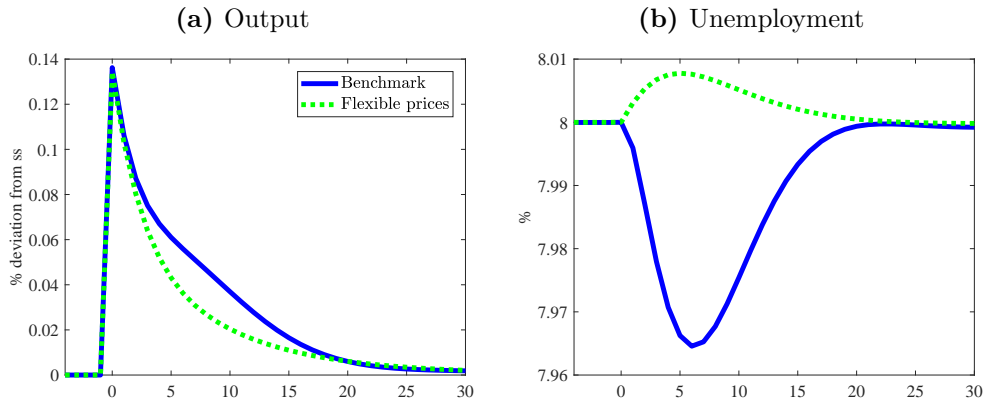 (a) Output
% deviation from ss
0.14
0.12
0.1
0.08
0.06
0.04
0.02
0
0 5 10 15 20 25 30
Benchmark
Flexible prices
(b) Unemployment
%
8.01
8
7.99
7.98
7.97
7.96
0 5 10 15 20 25 30